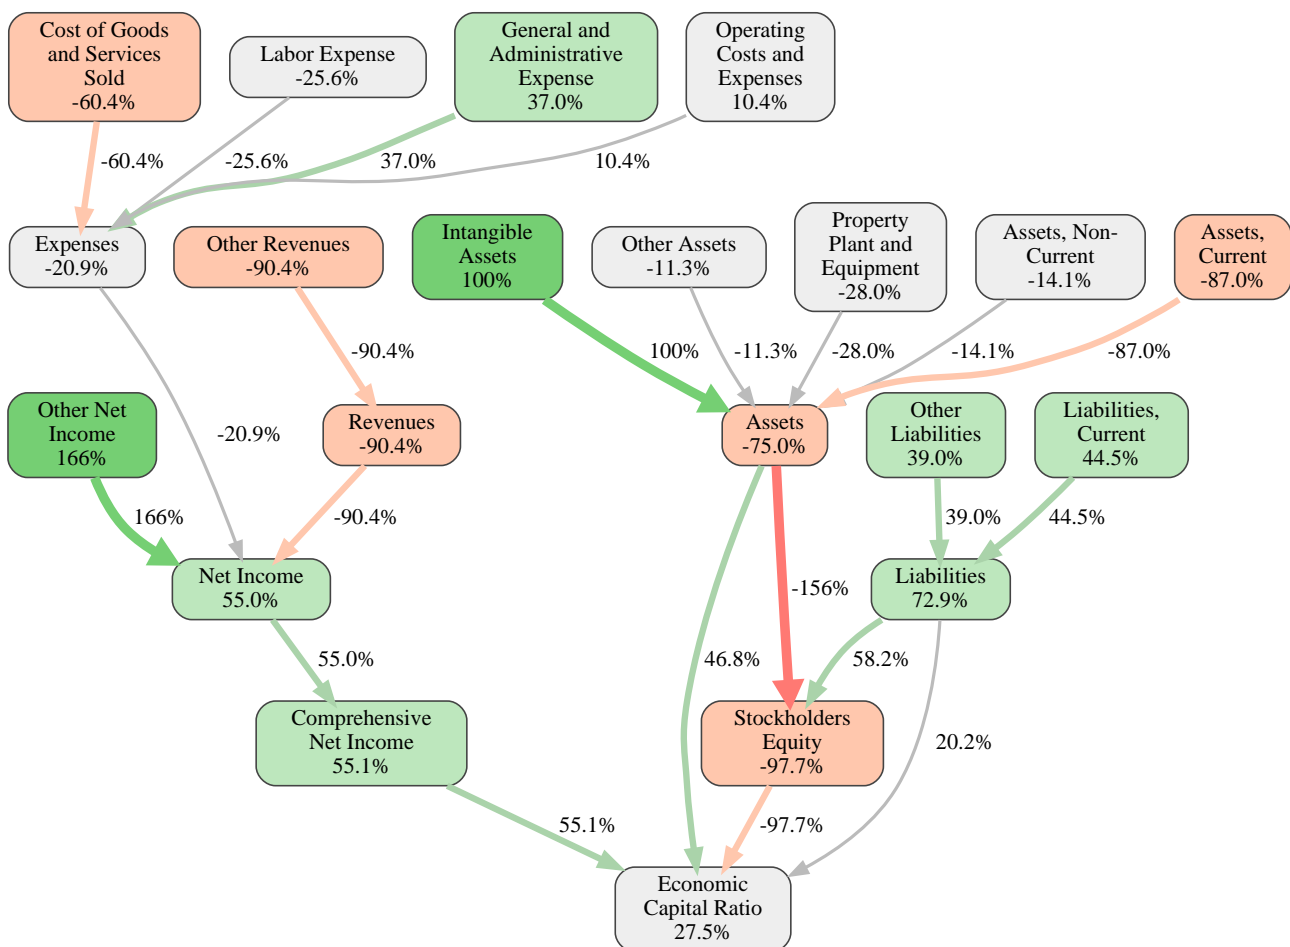 Cost of Goods
and Services
Sold
-60.4%
Labor Expense
-25.6%
General and
Administrative
Expense
37.0%
Operating
Costs and
Expenses
10.4%
-60.4%
-25.6%
37.0%
10.4%
Expenses
-20.9%
Other Revenues
-90.4%
Intangible
Assets
100%
Other Assets
-11.3%
Property
Plant and
Equipment
-28.0%
Assets, Non-
Current
-14.1%
Assets,
Current
-87.0%
-90.4%
100%
-11.3%
-28.0%
-14.1%
-87.0%
Other Net
Income
166%
-20.9%
Revenues
-90.4%
Assets
-75.0%
Other
Liabilities
39.0%
Liabilities,
Current
44.5%
166%
-90.4%
39.0%
44.5%
Net Income
55.0%
-156%
Liabilities
72.9%
55.0%
46.8%
58.2%
Comprehensive
Net Income
55.1%
Stockholders
Equity
-97.7%
20.2%
55.1%
-97.7%
Economic
Capital Ratio
27.5%